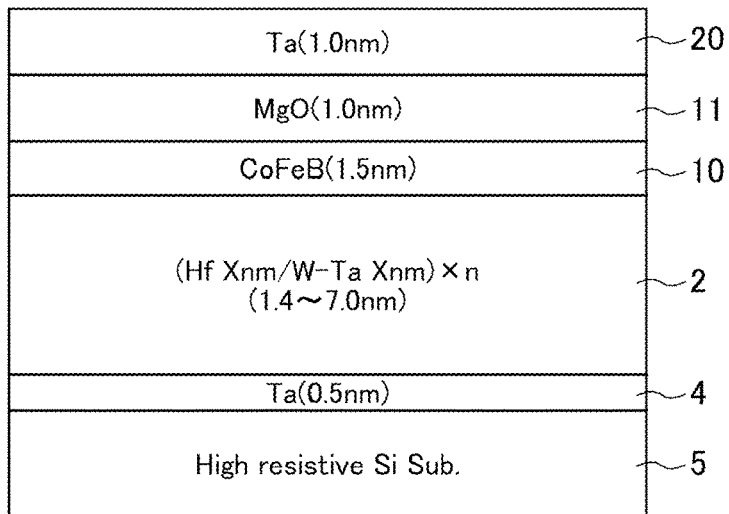 Ta(1.0nm) 20
MgO(1.0nm) 11
CoFeB(1.5nm) 10
(Hf Xnm/W-Ta Xnm)×n
(1.4～7.0nm) 2
Ta(0.5nm) 4
High resistive Si Sub. 5